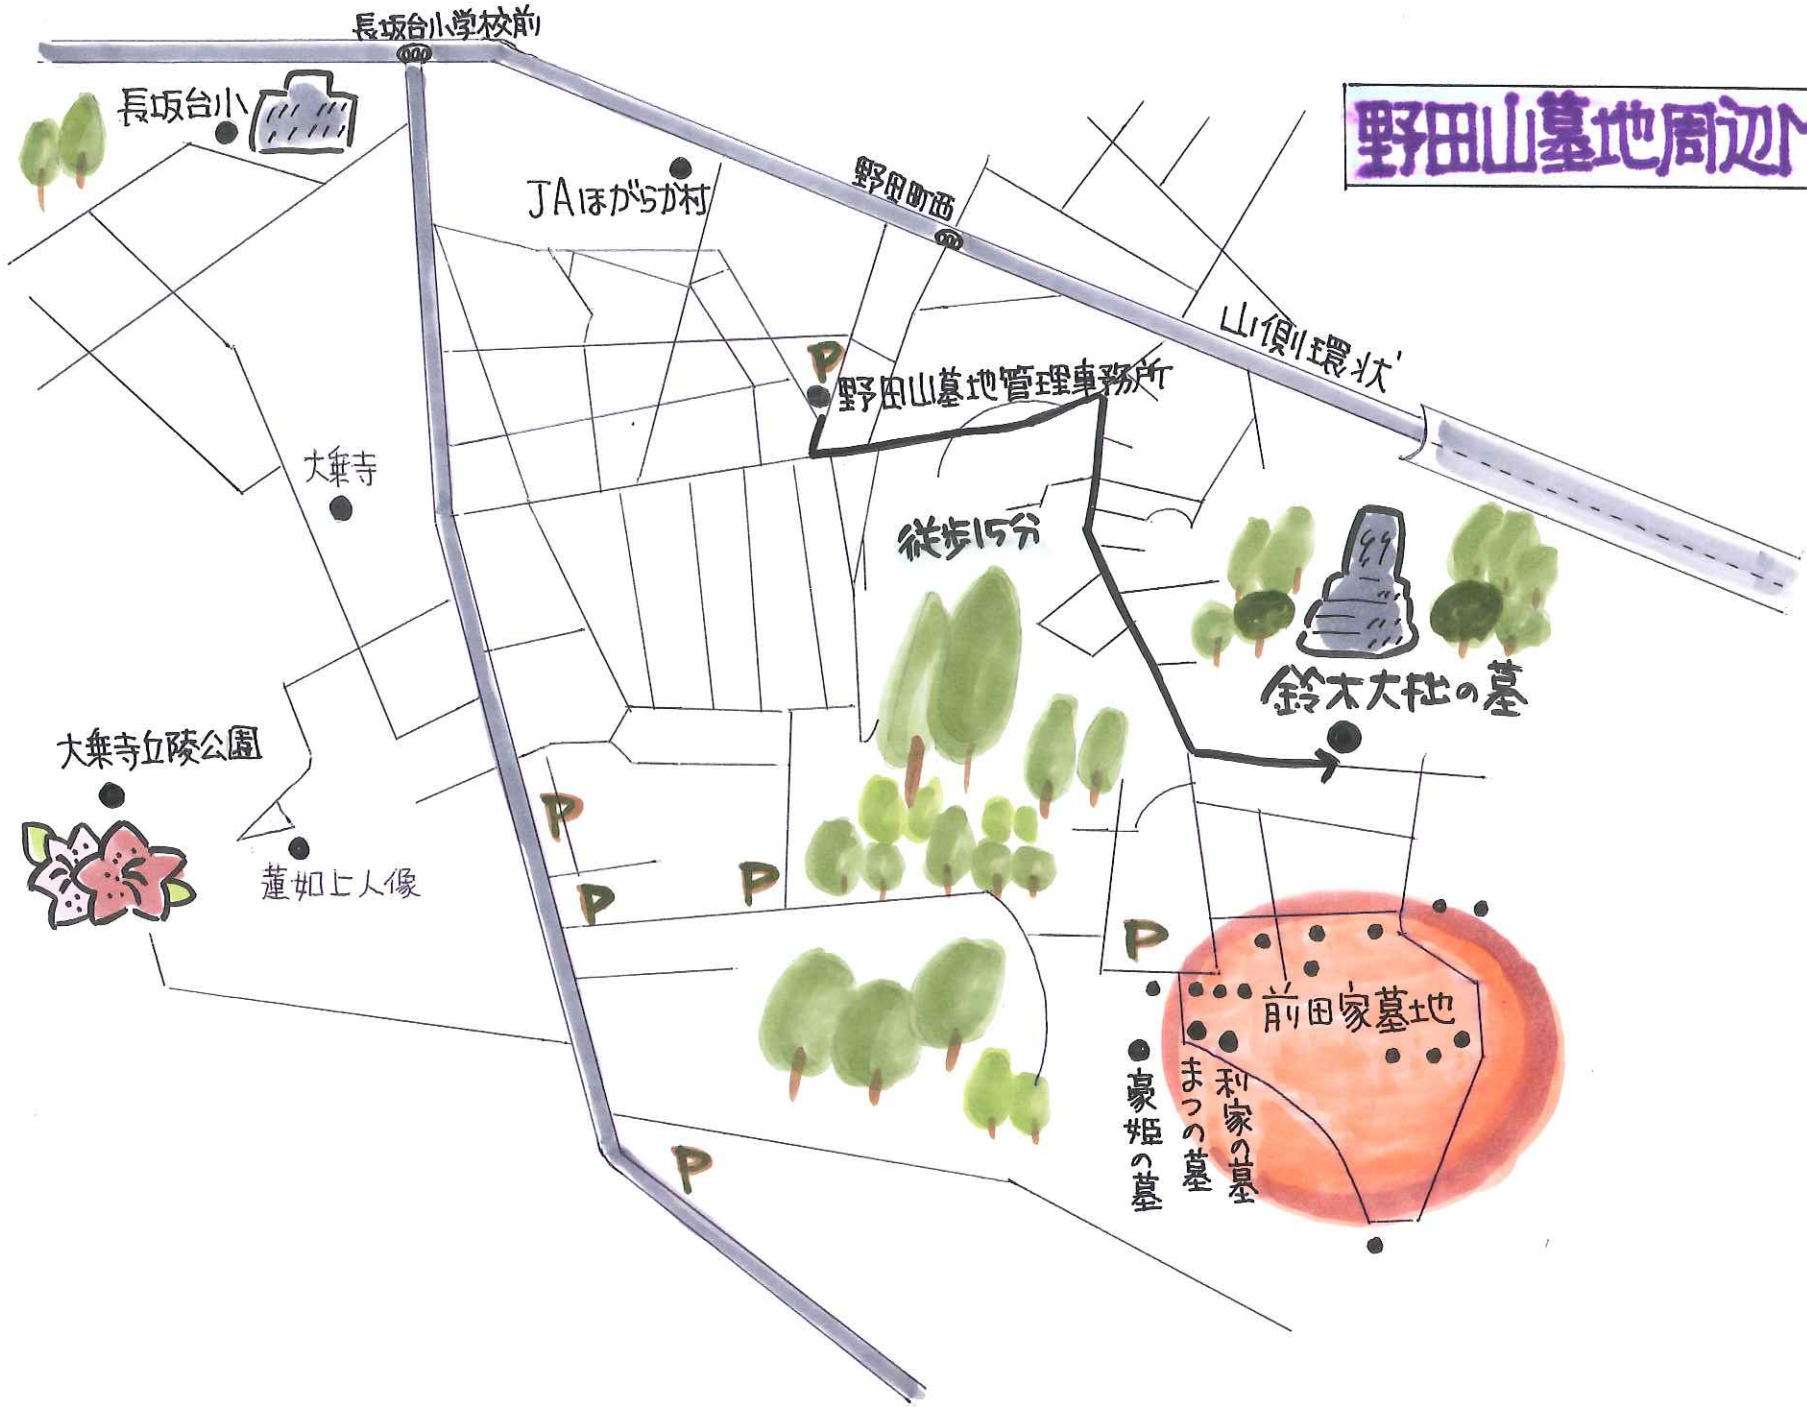 長坂台小学校前
野田山墓地周辺
長坂台小
JAほがらか村
野田町西
山側環状
P
野田山墓地管理事務所
大乗寺
徒歩15分
鈴木大拙の墓
大乗寺丘陵公園
P
蓮如上人像
P
P
P
前田家墓地
豪姫の墓
まつの墓
利家の墓
P